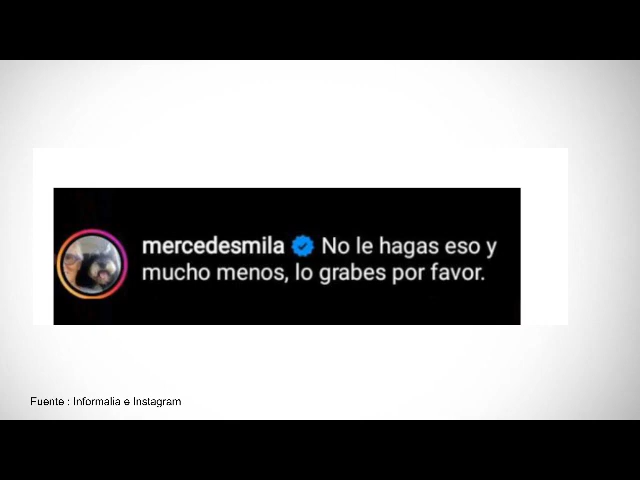 mercedesmila No le hagas eso y
mucho menos, lo grabes por favor.
Fuente : Informalia e Instagram